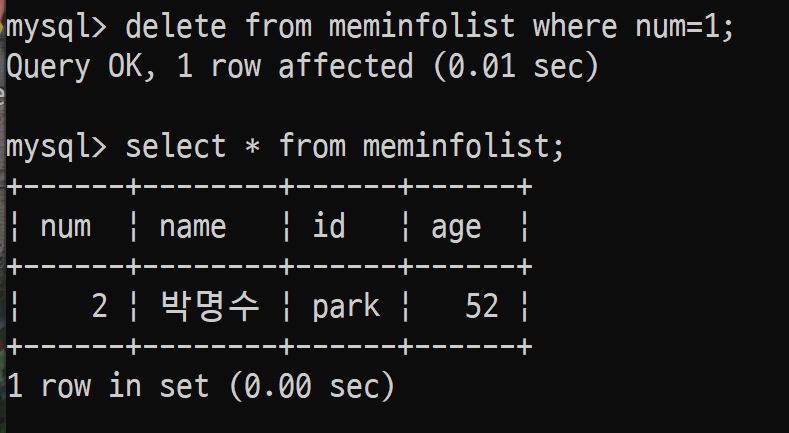 mysql> delete from meminfolist where num=1;
Query OK, 1 row affected (0.01 sec)
mysql> select * from meminfolist;
+------+--------+------+------+
¦ num  ¦ name   ¦ id   ¦ age  ¦
+------+--------+------+------+
¦    2 ¦ 박명수 ¦ park ¦   52 ¦
+------+--------+------+------+
1 row in set (0.00 sec)